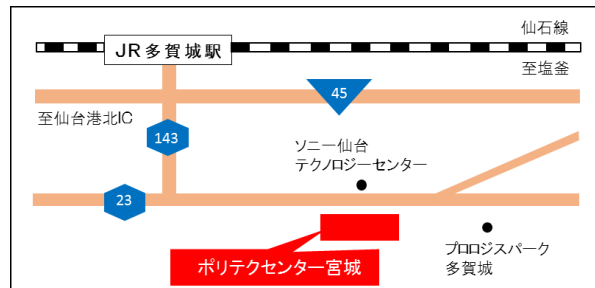 仙石線
JR多賀城駅
至塩釜
45
至仙台港北IC
143
ソニー仙台
テクノロジーセンター
23
プロロジスパーク
多賀城
ポリテクセンター宮城